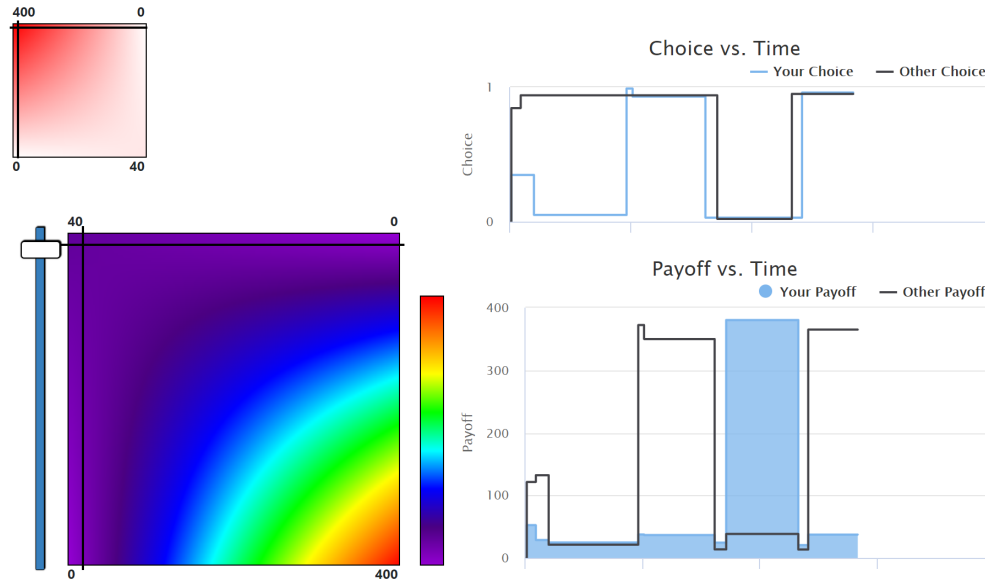 400 0
0 40
40 0
0 400
Choice vs. Time
Your Choice Other Choice
1
Choice
0
Payoff vs. Time
Your Payoff Other Payoff
400
300
200
Payoff
100
0